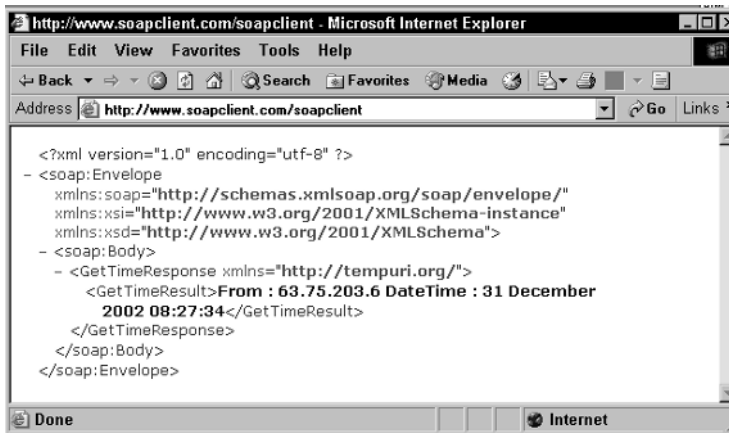 http://www.soapclient.com/soapclient - Microsoft Internet Explorer
File Edit View Favorites Tools Help
Back Search Favorites Media
Address http://www.soapclient.com/soapclient Go Links
<?xml version="1.0" encoding="utf-8" ?>
- <soap:Envelope
xmlns:soap="http://schemas.xmlsoap.org/soap/envelope/"
xmlns:xsi="http://www.w3.org/2001/XMLSchema-instance"
xmlns:xsd="http://www.w3.org/2001/XMLSchema">
- <soap:Body>
- <GetTimeResponse xmlns="http://tempuri.org/">
<GetTimeResult>From : 63.75.203.6 DateTime : 31 December
2002 08:27:34</GetTimeResult>
</GetTimeResponse>
</soap:Body>
</soap:Envelope>
Done Internet